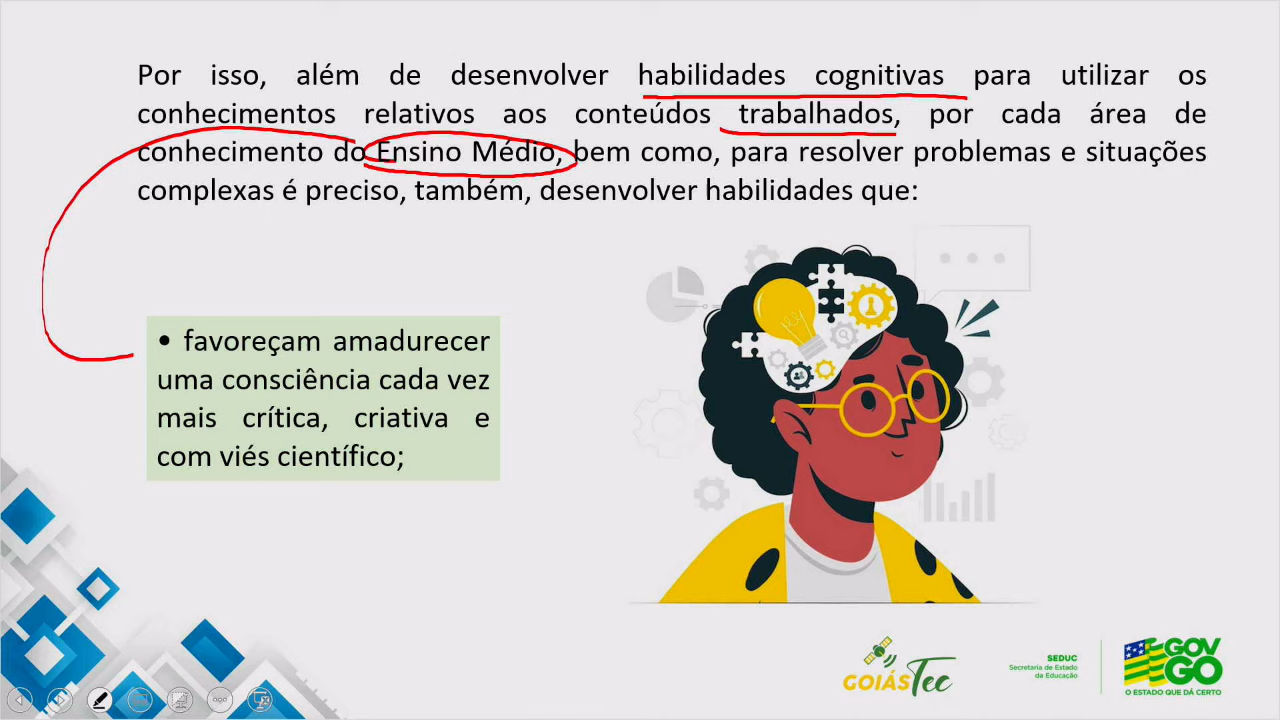 Por isso, além de desenvolver habilidades cognitivas para utilizar os
conhecimentos relativos aos conteúdos trabalhados, por cada área de
conhecimento do Ensino Médio, bem como, para resolver problemas e situações
complexas é preciso, também, desenvolver habilidades que:
• favoreçam amadurecer
uma consciência cada vez
mais crítica, criativa e
com viés científico;
GOIÁSTec
SEDUC
Secretaria de Estado
da Educação
GOV
GO
O ESTADO QUE DÁ CERTO